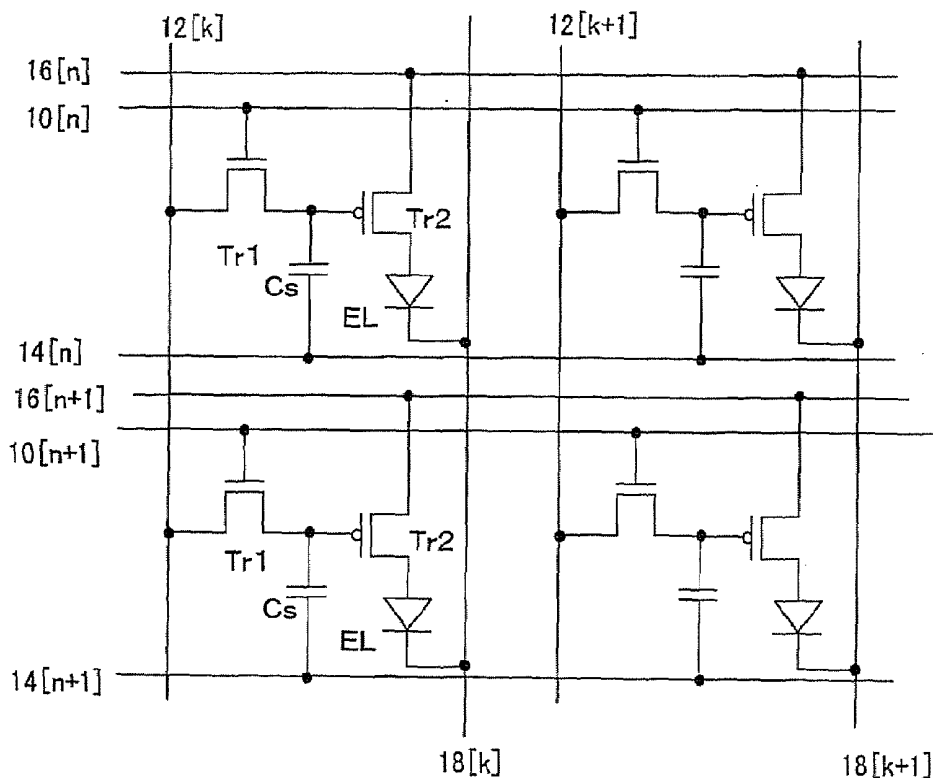 12[k]
12[k+1]
16[n]
10[n]
Tr1
Cs
Tr2
EL
14[n]
16[n+1]
10[n+1]
Tr1
Cs
Tr2
EL
14[n+1]
18[k]
18[k+1]